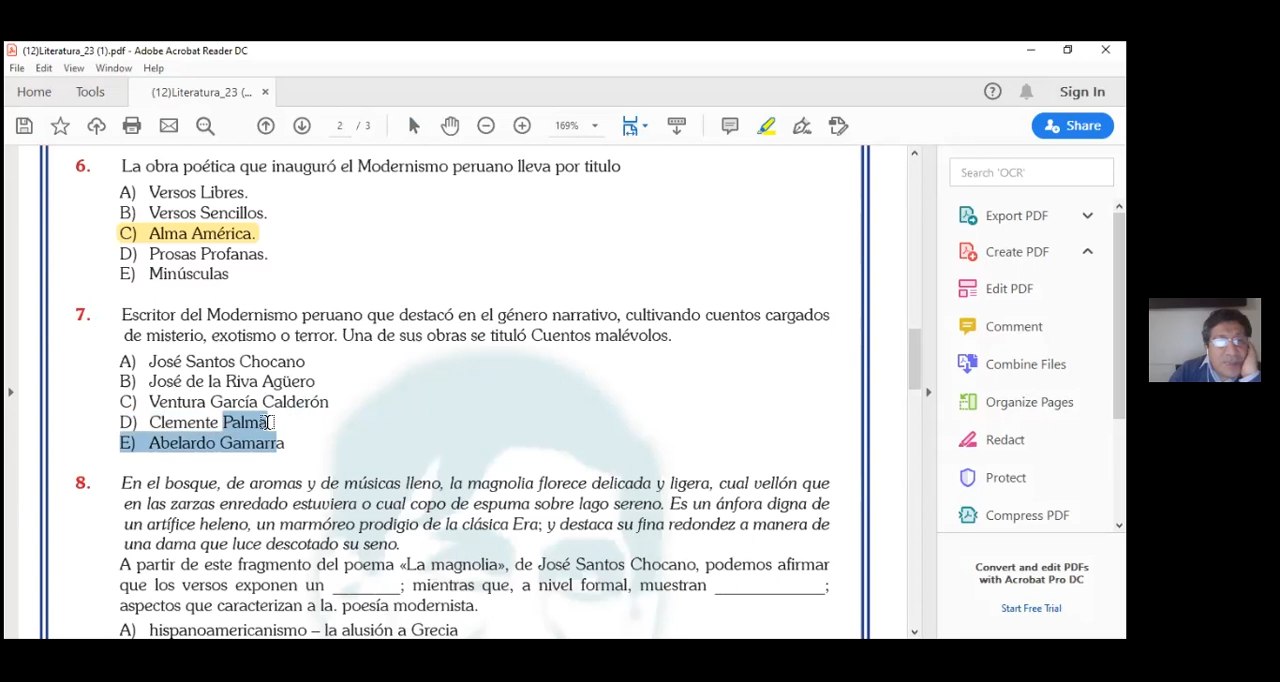 (12)Literatura_23 (1).pdf - Adobe Acrobat Reader DC
File Edit View Window Help
Home Tools (12)Literatura_23 (... × Sign In
2 / 3 169% Share
6. La obra poética que inauguró el Modernismo peruano lleva por titulo
A) Versos Libres.
B) Versos Sencillos.
C) Alma América.
D) Prosas Profanas.
E) Minúsculas
7. Escritor del Modernismo peruano que destacó en el género narrativo, cultivando cuentos cargados
de misterio, exotismo o terror. Una de sus obras se tituló Cuentos malévolos.
A) José Santos Chocano
B) José de la Riva Agüero
C) Ventura García Calderón
D) Clemente Palma
E) Abelardo Gamarra
8. En el bosque, de aromas y de músicas lleno, la magnolia florece delicada y ligera, cual vellón que
en las zarzas enredado estuviera o cual copo de espuma sobre lago sereno. Es un ánfora digna de
un artífice heleno, un marmóreo prodigio de la clásica Era; y destaca su fina redondez a manera de
una dama que luce descotado su seno.
A partir de este fragmento del poema «La magnolia», de José Santos Chocano, podemos afirmar
que los versos exponen un _______; mientras que, a nivel formal, muestran ____________;
aspectos que caracterizan a la. poesía modernista.
A) hispanoamericanismo – la alusión a Grecia
Search 'OCR'
Export PDF
Create PDF
Edit PDF
Comment
Combine Files
Organize Pages
Redact
Protect
Compress PDF
Convert and edit PDFs
with Acrobat Pro DC
Start Free Trial